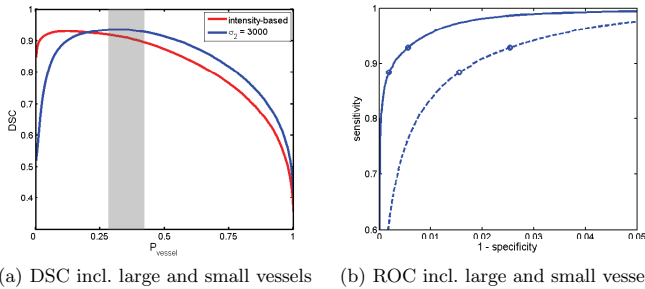 1
0.9
0.8
0.7
0.6
0.5
0.4
DSC
intensity-based
σ2 = 3000
0 0.25 0.5 0.75 1
Pvessel
1
0.9
0.8
0.7
0.6
sensitivity
0 0.01 0.02 0.03 0.04 0.05
1 - specificity
(a) DSC incl. large and small vessels
(b) ROC incl. large and small vesse